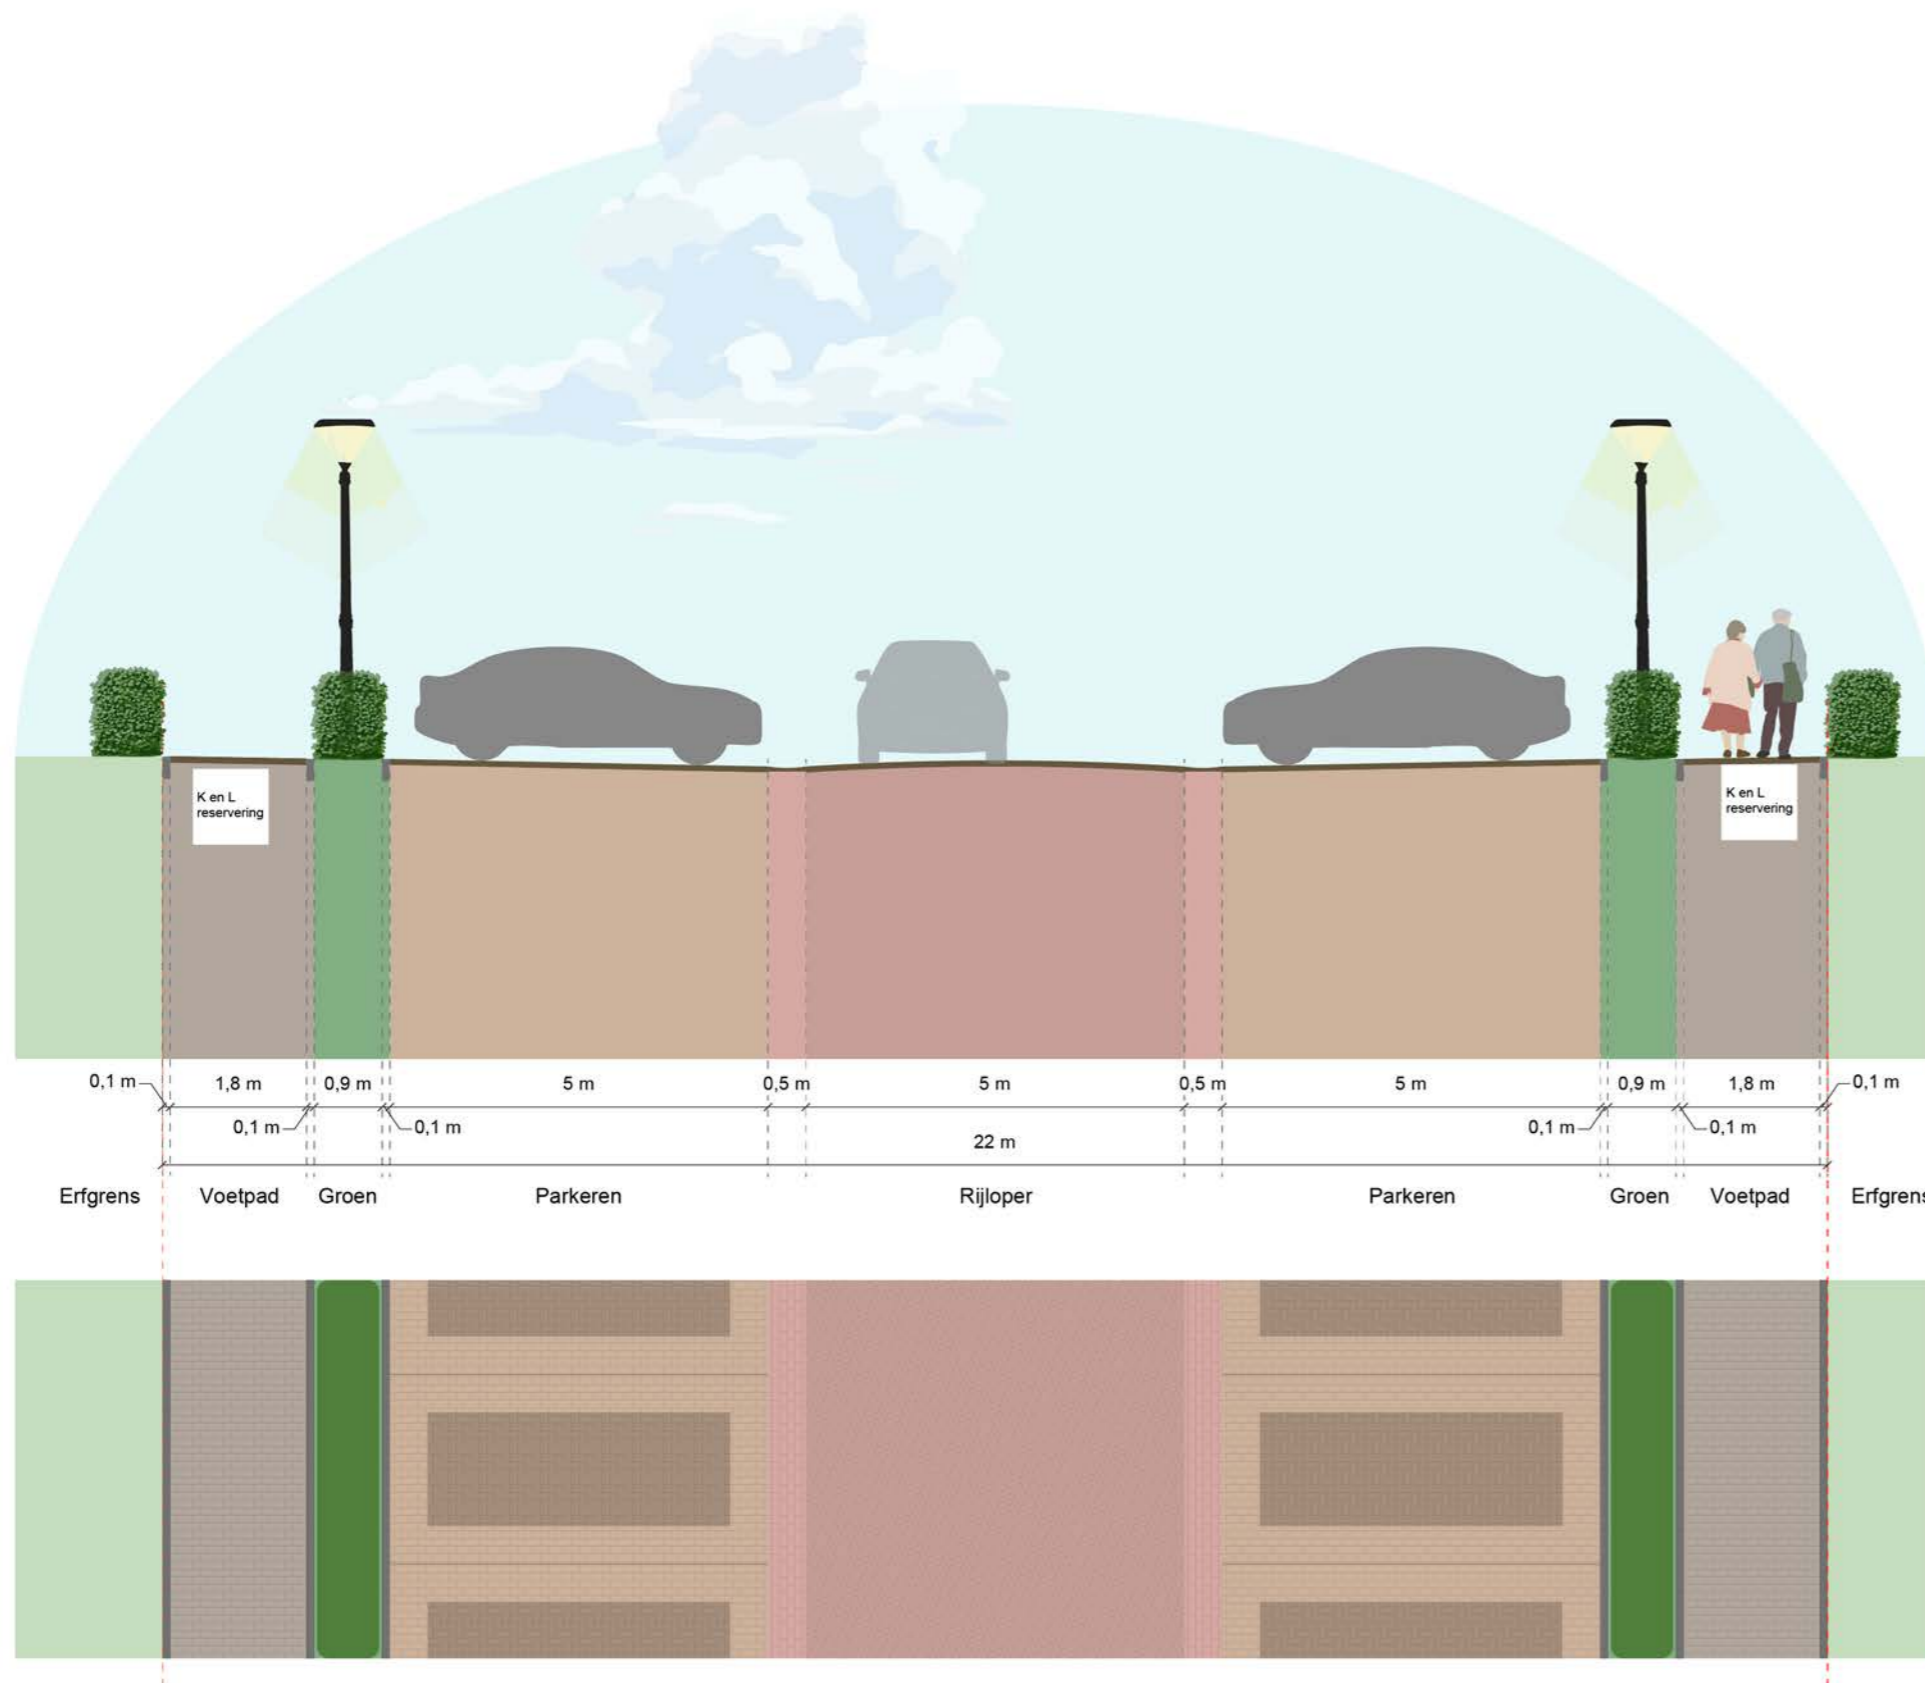 K en L
reservering
K en L
reservering
0,1 m
1,8 m
0,9 m
5 m
0,5 m
5 m
0,5 m
5 m
0,9 m
1,8 m
0,1 m
0,1 m
0,1 m
0,1 m
0,1 m
22 m
Erfgrens
Voetpad
Groen
Parkeren
Rijloper
Parkeren
Groen
Voetpad
Erfgrens